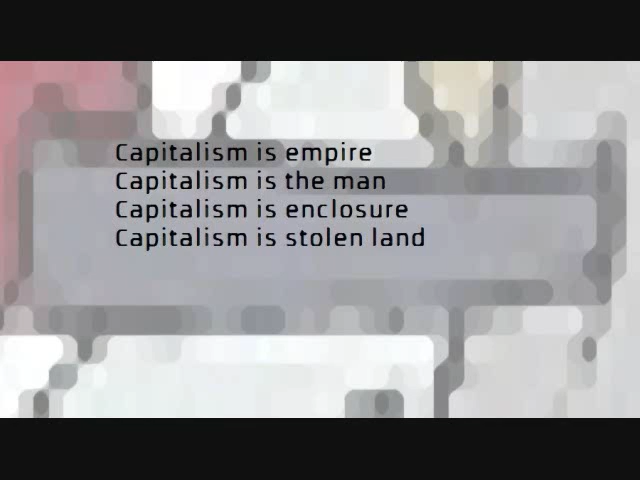 Capitalism is empire
Capitalism is the man
Capitalism is enclosure
Capitalism is stolen land